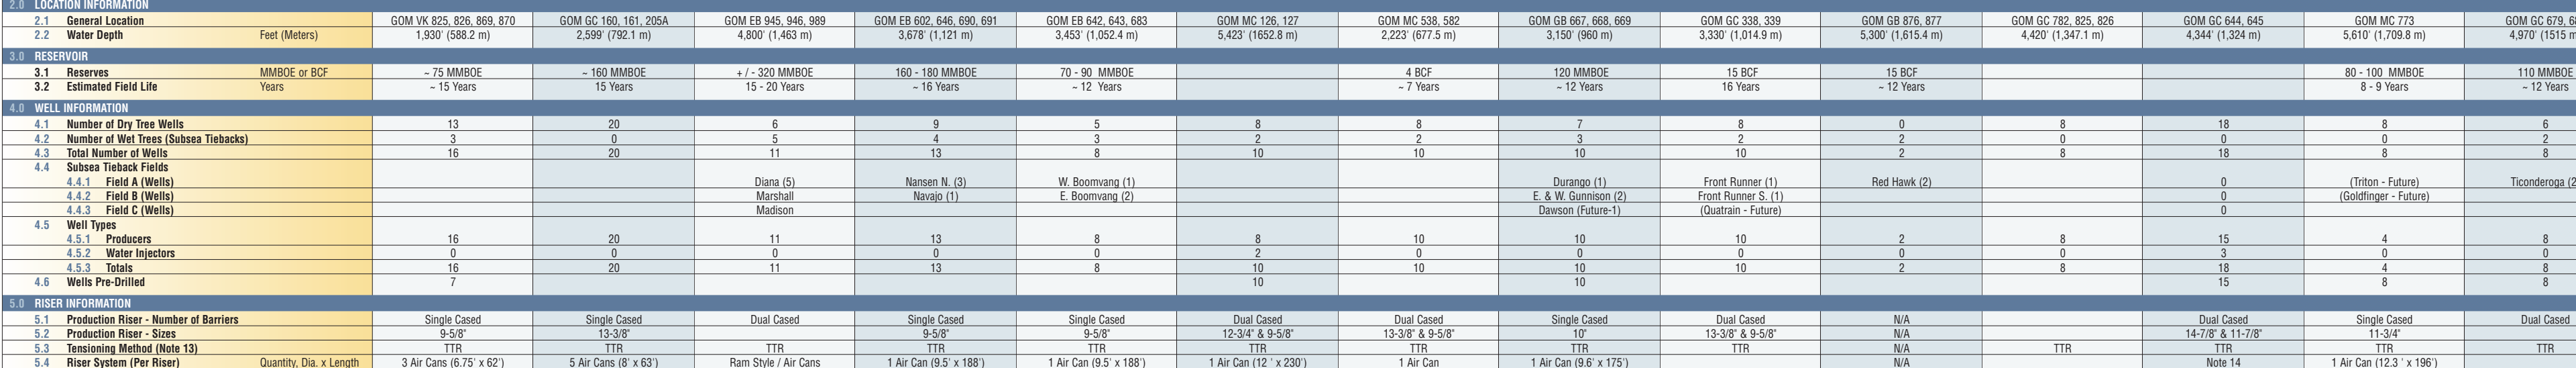 2.0 LOCATION INFORMATION
2.1 General Location GOM VK 825, 826, 869, 870 GOM GC 160, 161, 205A GOM EB 945, 946, 989 GOM EB 602, 646, 690, 691 GOM EB 642, 643, 683 GOM MC 126, 127 GOM MC 538, 582 GOM GB 667, 668, 669 GOM GC 338, 339 GOM GB 876, 877 GOM GC 782, 825, 826 GOM GC 644, 645 GOM MC 773 GOM GC 679,
2.2 Water Depth Feet (Meters) 1,930' (588.2 m) 2,599' (792.1 m) 4,800' (1,463 m) 3,678' (1,121 m) 3,453' (1,052.4 m) 5,423' (1652.8 m) 2,223' (677.5 m) 3,150' (960 m) 3,330' (1,014.9 m) 5,300' (1,615.4 m) 4,420' (1,347.1 m) 4,344' (1,324 m) 5,610' (1,709.8 m) 4,970' (1515 m
3.0 RESERVOIR
3.1 Reserves MMBOE or BCF ~ 75 MMBOE ~ 160 MMBOE + / - 320 MMBOE 160 - 180 MMBOE 70 - 90 MMBOE 4 BCF 120 MMBOE 15 BCF 15 BCF 80 - 100 MMBOE 110 MMBOE
3.2 Estimated Field Life Years ~ 15 Years 15 Years 15 - 20 Years ~ 16 Years ~ 12 Years ~ 7 Years ~ 12 Years 16 Years ~ 12 Years 8 - 9 Years ~ 12 Years
4.0 WELL INFORMATION
4.1 Number of Dry Tree Wells 13 20 6 9 5 8 8 7 8 0 8 18 8 6
4.2 Number of Wet Trees (Subsea Tiebacks) 3 0 5 4 3 2 2 3 2 2 0 0 0 2
4.3 Total Number of Wells 16 20 11 13 8 10 10 10 10 2 8 18 8 8
4.4 Subsea Tieback Fields
4.4.1 Field A (Wells) Diana (5) Nansen N. (3) W. Boomvang (1) Durango (1) Front Runner (1) Red Hawk (2) 0 (Triton - Future) Ticonderoga (2
4.4.2 Field B (Wells) Marshall Navajo (1) E. Boomvang (2) E. & W. Gunnison (2) Front Runner S. (1) 0 (Goldfinger - Future)
4.4.3 Field C (Wells) Madison Dawson (Future-1) (Quatrain - Future) 0
4.5 Well Types
4.5.1 Producers 16 20 11 13 8 8 10 10 10 2 8 15 4 8
4.5.2 Water Injectors 0 0 0 0 0 2 0 0 0 0 0 3 0 0
4.5.3 Totals 16 20 11 13 8 10 10 10 10 2 8 18 4 8
4.6 Wells Pre-Drilled 7 10 10 15 8 8
5.0 RISER INFORMATION
5.1 Production Riser - Number of Barriers Single Cased Single Cased Dual Cased Single Cased Single Cased Dual Cased Dual Cased Single Cased Dual Cased N/A Dual Cased Single Cased Dual Cased
5.2 Production Riser - Sizes 9-5/8" 13-3/8" 9-5/8" 9-5/8" 12-3/4" & 9-5/8" 13-3/8" & 9-5/8" 10" 13-3/8" & 9-5/8" N/A 14-7/8" & 11-7/8" 11-3/4"
5.3 Tensioning Method (Note 13) TTR TTR TTR TTR TTR TTR TTR TTR TTR N/A TTR TTR TTR
5.4 Riser System (Per Riser) Quantity, Dia. x Length 3 Air Cans (6.75' x 62') 5 Air Cans (8' x 63') Ram Style / Air Cans 1 Air Can (9.5' x 188') 1 Air Can (9.5' x 188') 1 Air Can (12 ' x 230') 1 Air Can 1 Air Can (9.6' x 175') N/A Note 14 1 Air Can (12.3 ' x 196')